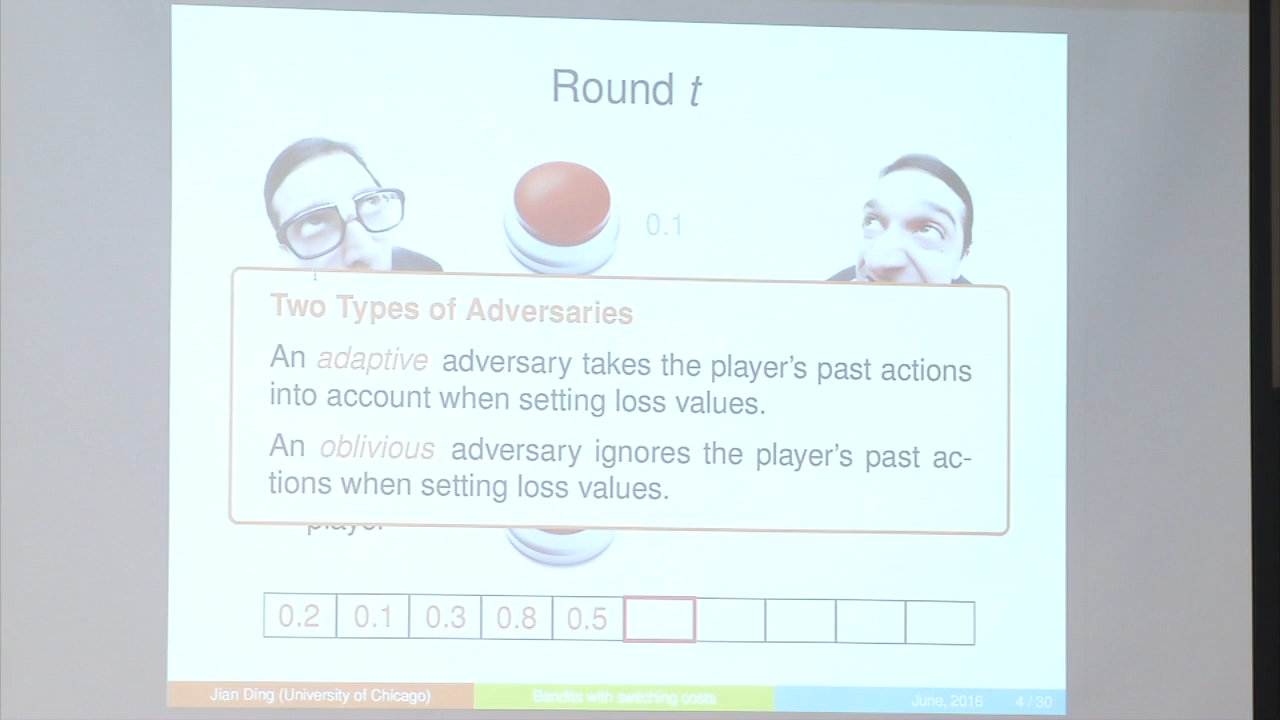 Round t
0.1
Two Types of Adversaries
An adaptive adversary takes the player's past actions
into account when setting loss values.
An oblivious adversary ignores the player's past ac-
tions when setting loss values.
player
0.2 0.1 0.3 0.8 0.5
Jian Ding (University of Chicago) Bandits with switching costs June, 2016 4 / 30